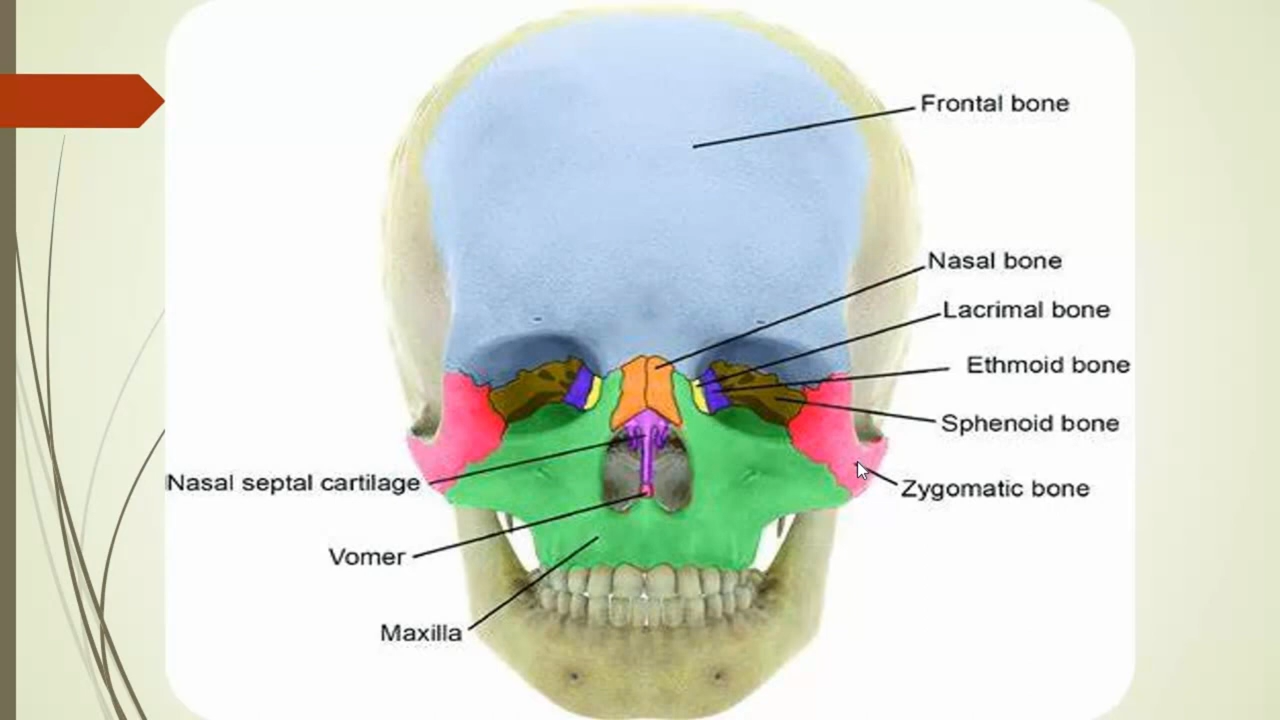 Frontal bone
Nasal bone
Lacrimal bone
Ethmoid bone
Sphenoid bone
Nasal septal cartilage
Zygomatic bone
Vomer
Maxilla